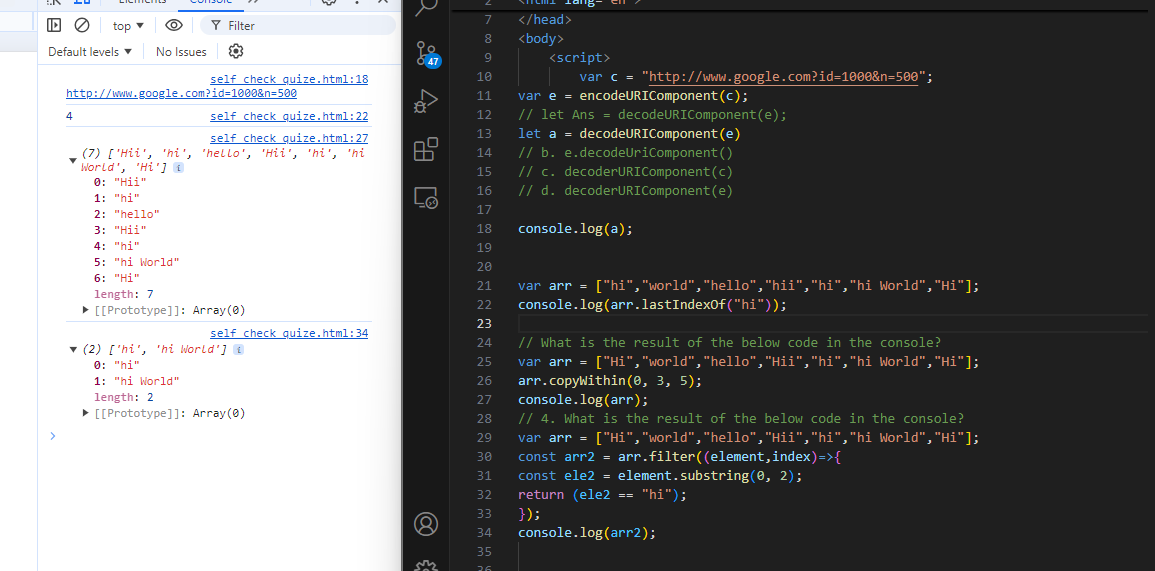 Elements Console
top
Filter
Default levels No Issues
self check quize.html:18
http://www.google.com?id=1000&n=500
4 self check quize.html:22
self check quize.html:27
(7) ['Hii', 'hi', 'hello', 'Hii', 'hi', 'hi
World', 'Hi']
0: "Hii"
1: "hi"
2: "hello"
3: "Hii"
4: "hi"
5: "hi World"
6: "Hi"
length: 7
[[Prototype]]: Array(0)
self check quize.html:34
(2) ['hi', 'hi World']
0: "hi"
1: "hi World"
length: 2
[[Prototype]]: Array(0)
47
2 <html lang="en">
7 </head>
8 <body>
9 <script>
10 var c = "http://www.google.com?id=1000&n=500";
11 var e = encodeURIComponent(c);
12 // let Ans = decodeURIComponent(e);
13 let a = decodeURIComponent(e)
14 // b. e.decodeUriComponent()
15 // c. decoderURIComponent(c)
16 // d. decoderURIComponent(e)
17
18 console.log(a);
19
20
21 var arr = ["hi","world","hello","hii","hi","hi World","Hi"];
22 console.log(arr.lastIndexOf("hi"));
23
24 // What is the result of the below code in the console?
25 var arr = ["Hi","world","hello","Hii","hi","hi World","Hi"];
26 arr.copyWithin(0, 3, 5);
27 console.log(arr);
28 // 4. What is the result of the below code in the console?
29 var arr = ["Hi","world","hello","Hii","hi","hi World","Hi"];
30 const arr2 = arr.filter((element,index)=>{
31 const ele2 = element.substring(0, 2);
32 return (ele2 == "hi");
33 });
34 console.log(arr2);
35
36